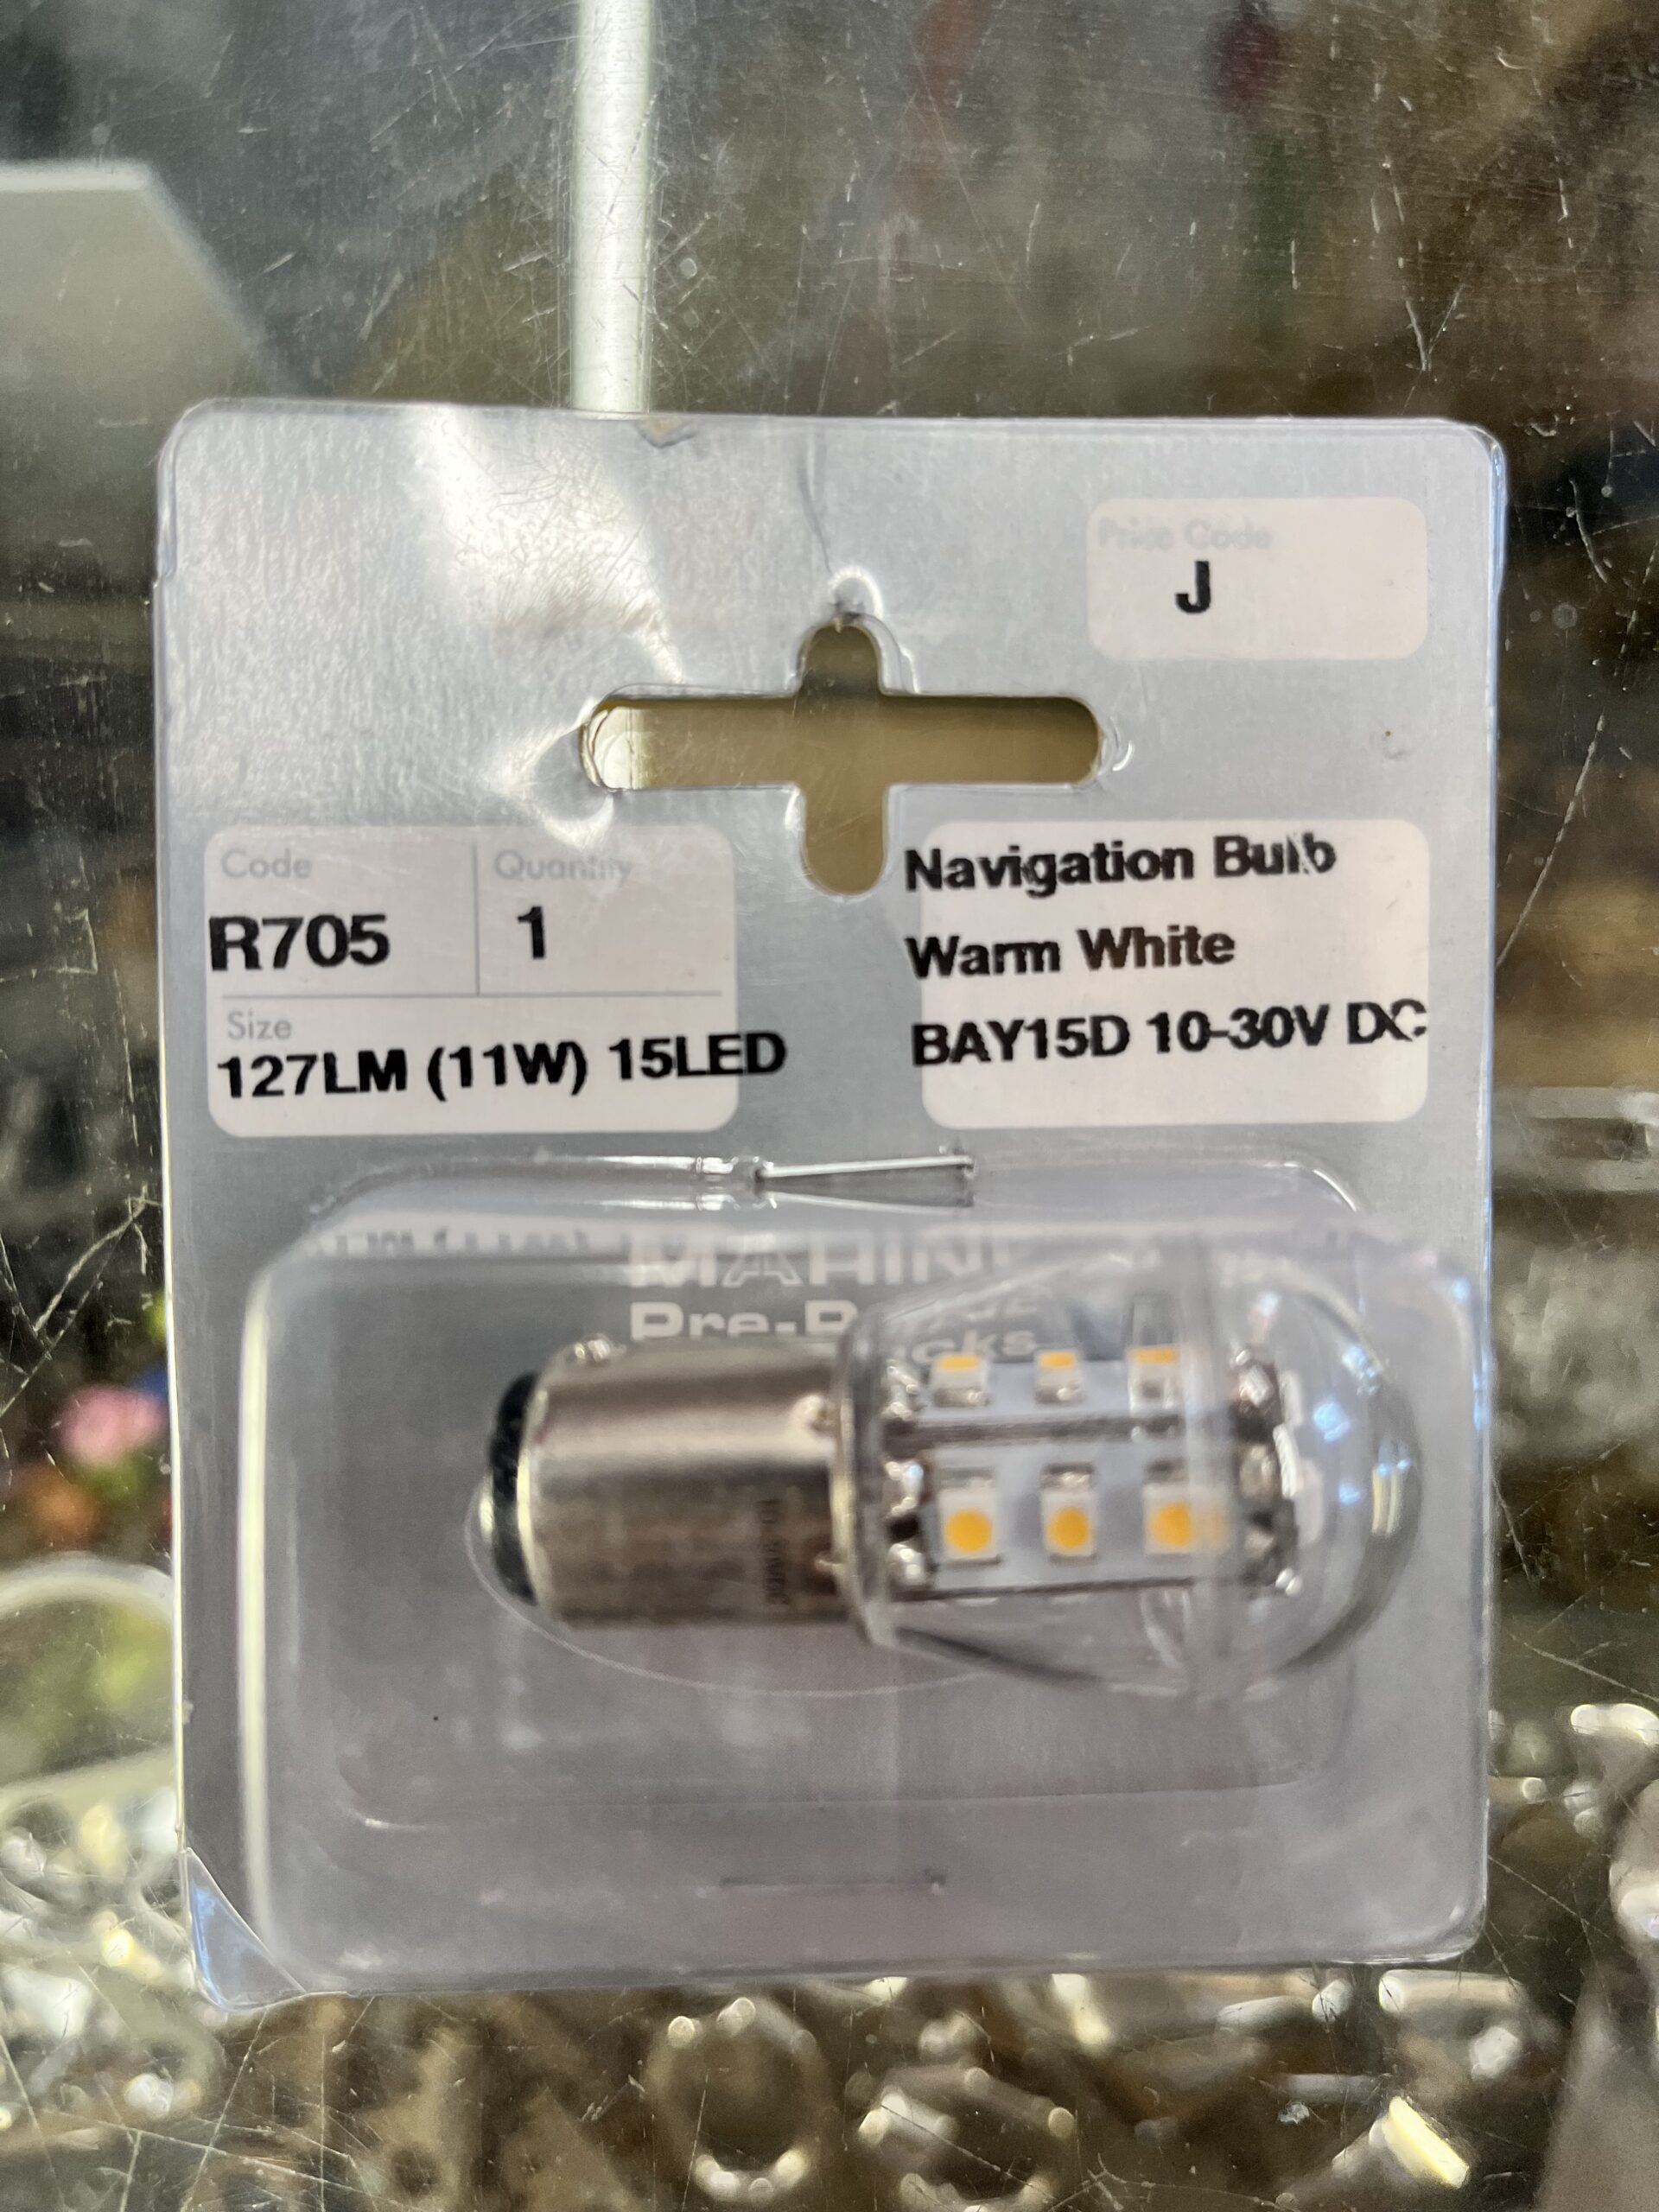 Price Code
J
Code
Quantity
R705
1
Size
127LM (11W) 15LED
Navigation Bulb
Warm White
BAY15D 10-30V DC